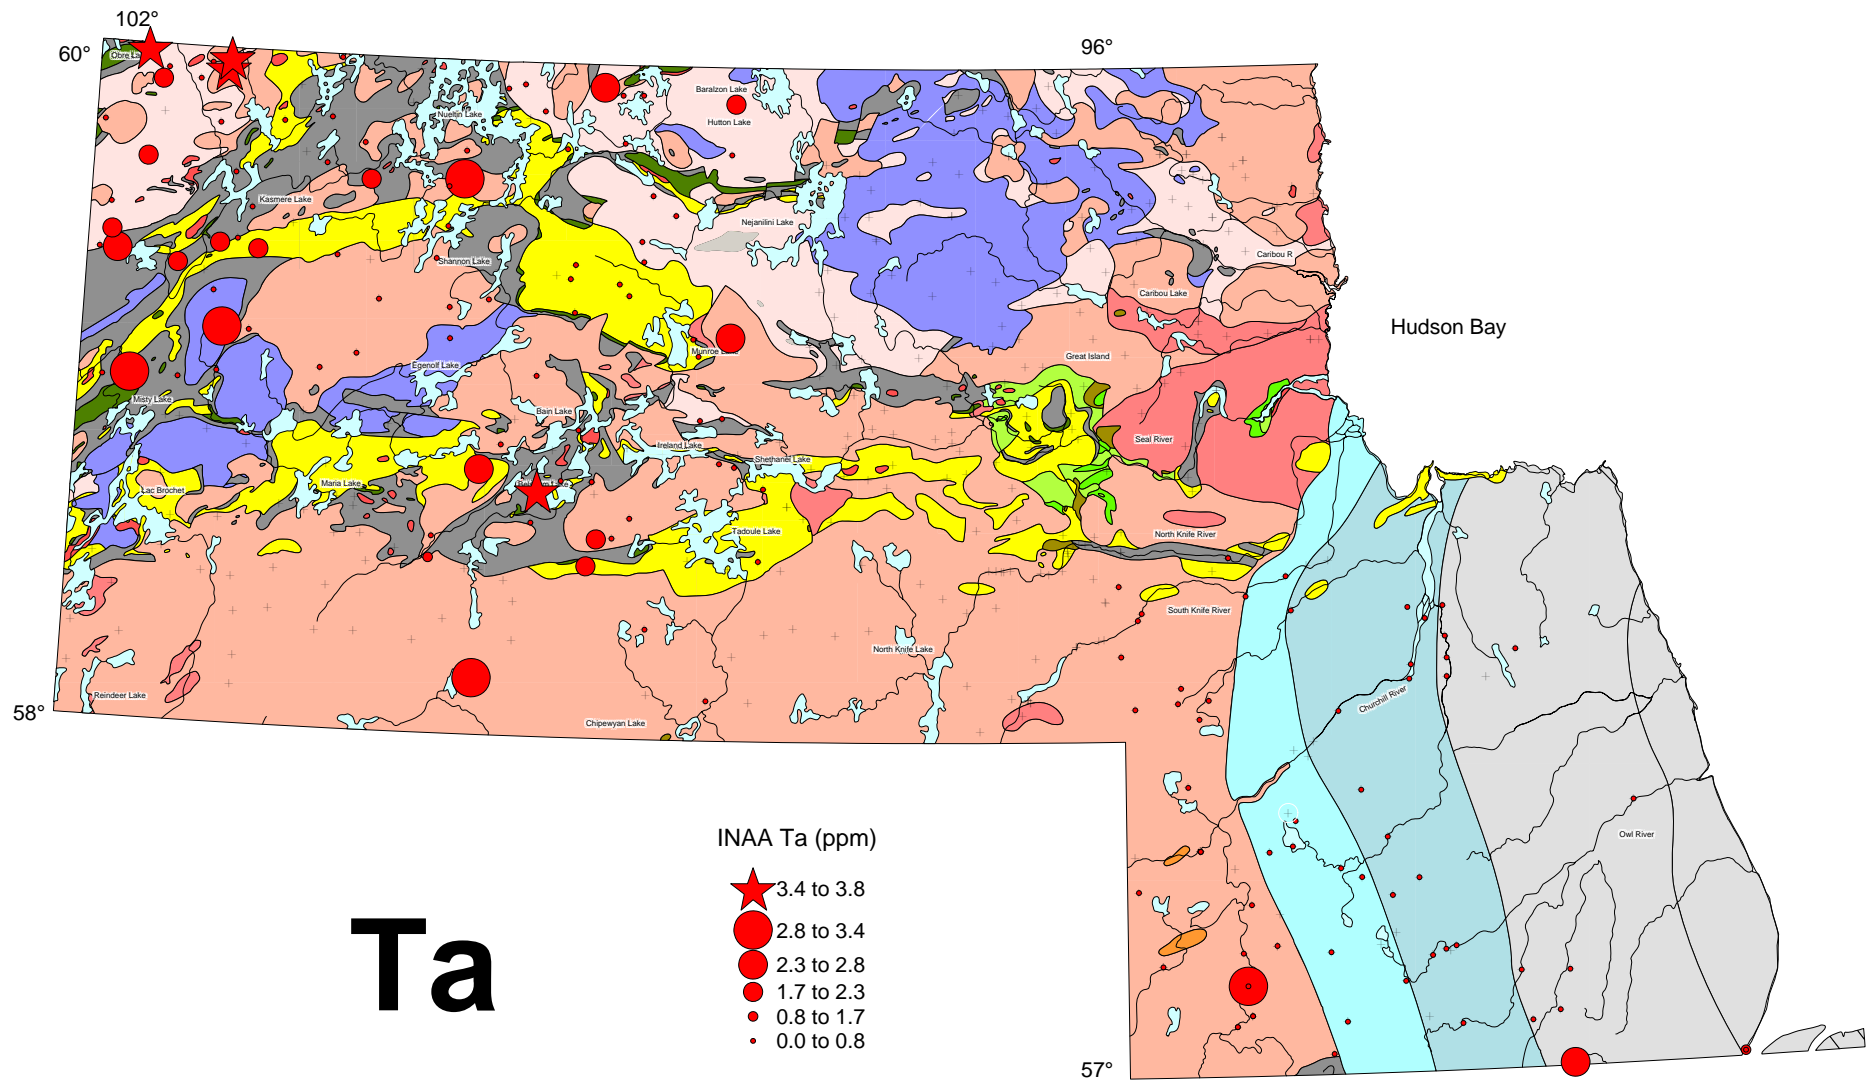 102°
60°
96°
Obre La
Baralzon Lake
Nueltin Lake
Hutton Lake
Kasmere Lake
Nejanilini Lake
Shannon Lake
Caribou R
Caribou Lake
Hudson Bay
Munroe La
Great Island
Egenolf Lake
Misty Lake
Bain Lake
Seal River
Ireland Lake
Shethanei Lake
Maria Lake
Lac Brochet
Lake
Tadoule Lake
North Knife River
South Knife River
North Knife Lake
Reindeer Lake
Churchill River
58°
Chipewyan Lake
Owl River
INAA Ta (ppm)
3.4 to 3.8
2.8 to 3.4
2.3 to 2.8
1.7 to 2.3
0.8 to 1.7
0.0 to 0.8
Ta
57°